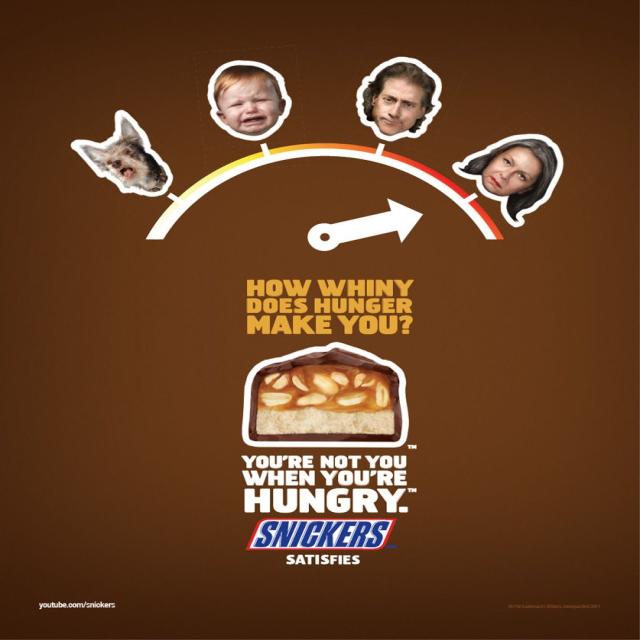 HOW WHINY
DOES HUNGER
MAKE YOU?
™
YOU'RE NOT YOU
WHEN YOU'RE
HUNGRY.™
SNICKERS
SATISFIES
youtube.com/snickers